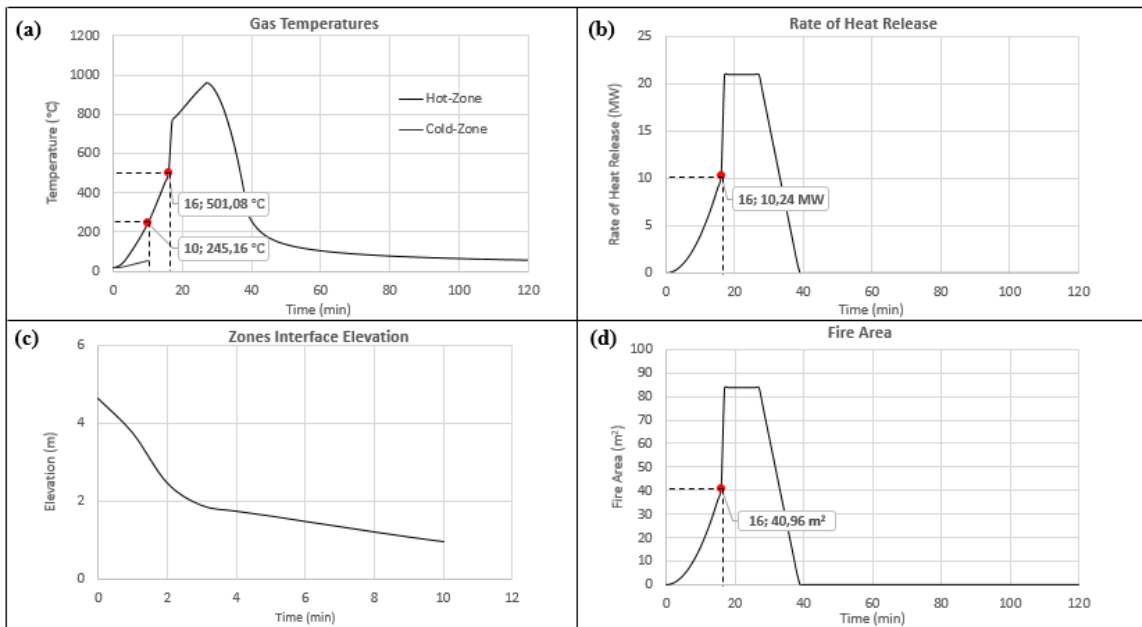 (a)
Gas Temperatures
1200
1000
800
600
400
200
0
Temperature (°C)
Hot-Zone
Cold-Zone
16; 501,08 °C
10; 245,16 °C
0 20 40 60 80 100 120
Time (min)
(b)
Rate of Heat Release
25
20
15
10
5
0
Rate of Heat Release (MW)
16; 10,24 MW
0 20 40 60 80 100 120
Time (min)
(c)
Zones Interface Elevation
6
4
2
0
Elevation (m)
0 2 4 6 8 10 12
Time (min)
(d)
Fire Area
100
90
80
70
60
50
40
30
20
10
0
Fire Area (m²)
16; 40,96 m²
0 20 40 60 80 100 120
Time (min)